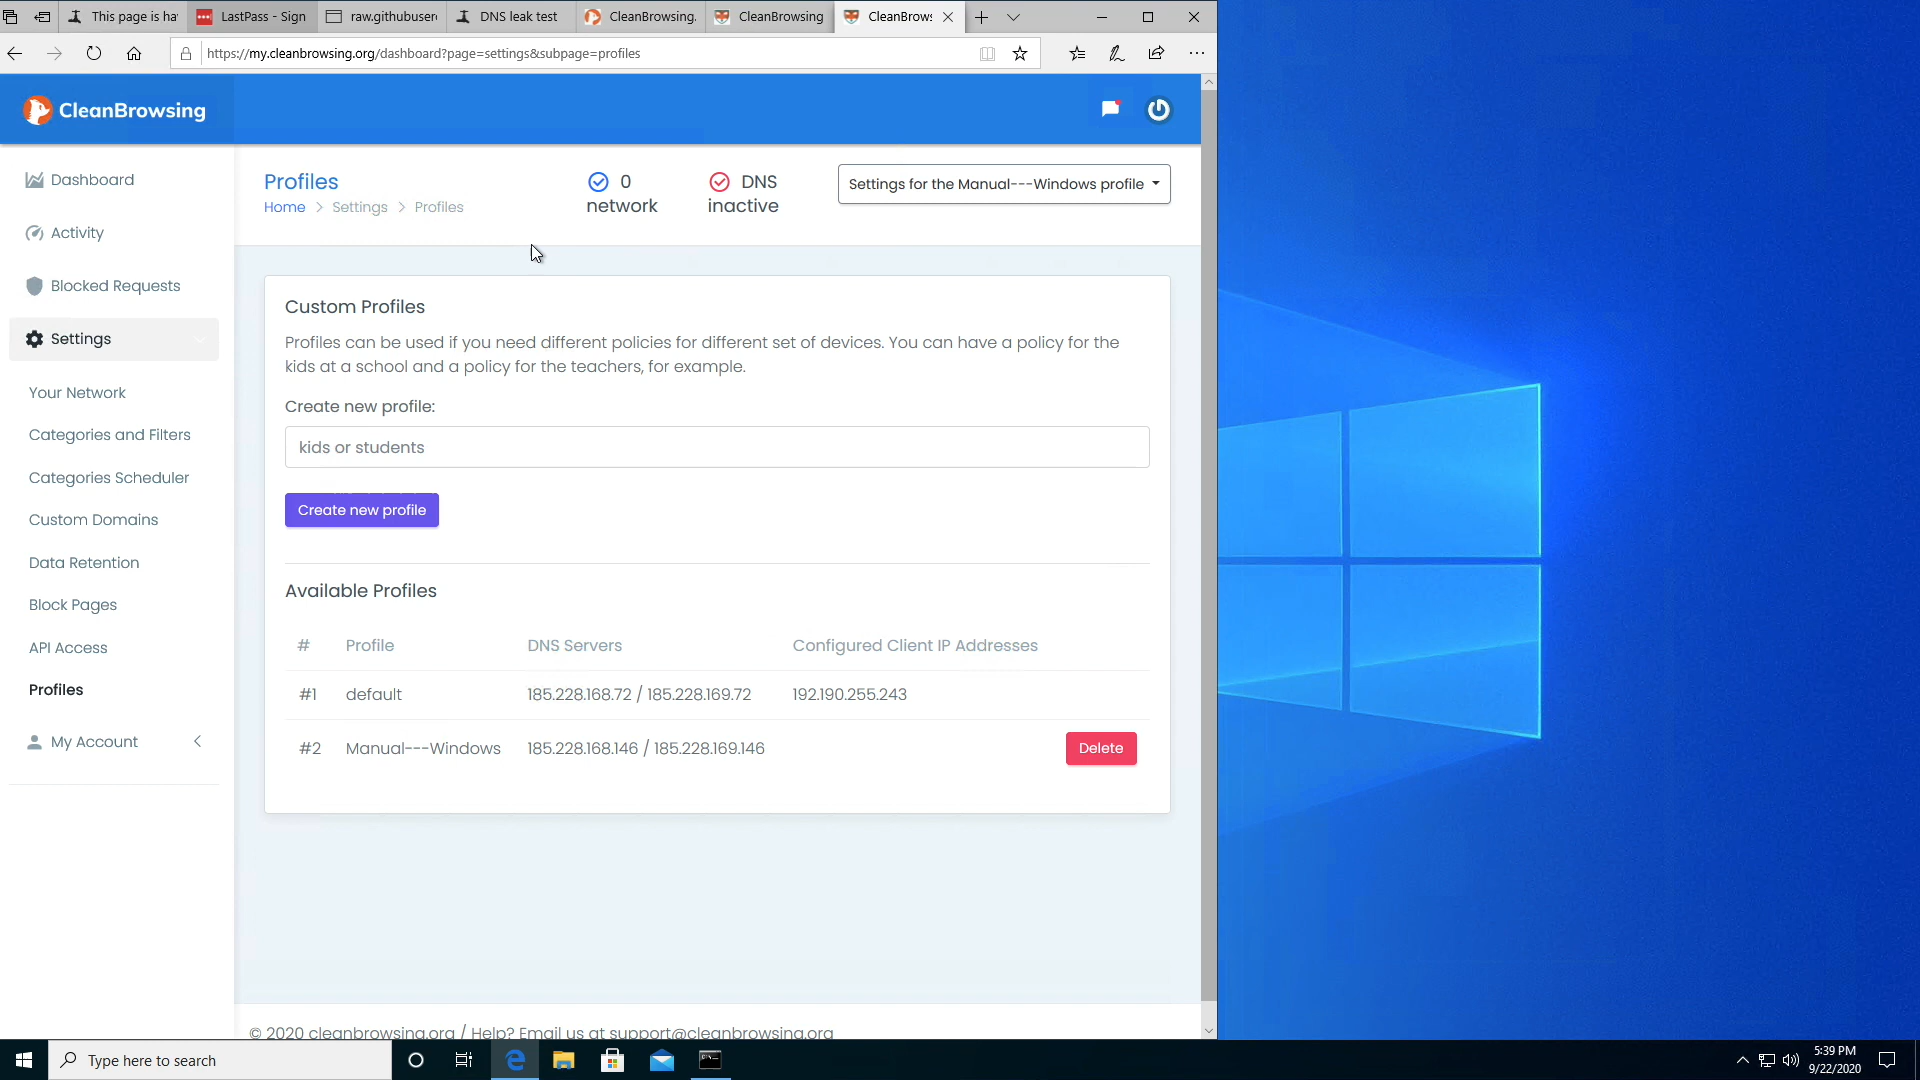 This page is ha
LastPass - Sign
raw.githubuser
DNS leak test
CleanBrowsing.
CleanBrowsing
CleanBrows
https://my.cleanbrowsing.org/dashboard?page=settings&subpage=profiles
CleanBrowsing
Dashboard
Activity
Blocked Requests
Settings
Your Network
Categories and Filters
Categories Scheduler
Custom Domains
Data Retention
Block Pages
API Access
Profiles
My Account
Profiles
Home > Settings > Profiles
0
network
DNS
inactive
Settings for the Manual---Windows profile
Custom Profiles
Profiles can be used if you need different policies for different set of devices. You can have a policy for the
kids at a school and a policy for the teachers, for example.
Create new profile:
kids or students
Create new profile
Available Profiles
# Profile DNS Servers Configured Client IP Addresses
#1 default 185.228.168.72 / 185.228.169.72 192.190.255.243
#2 Manual---Windows 185.228.168.146 / 185.228.169.146 Delete
© 2020 cleanbrowsing.org / Help? Email us at support@cleanbrowsing.org
Type here to search
5:39 PM
9/22/2020